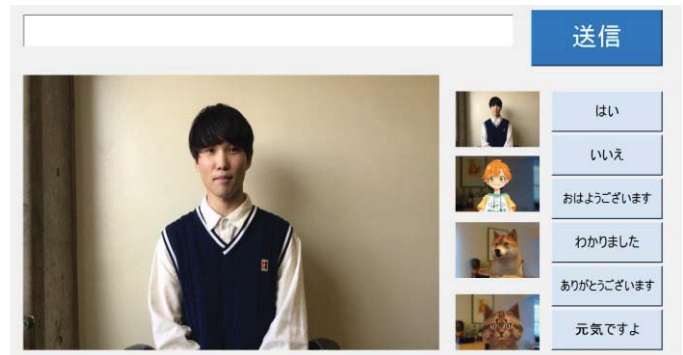 送信
はい
いいえ
おはようございます
わかりました
ありがとうございます
元気ですよ